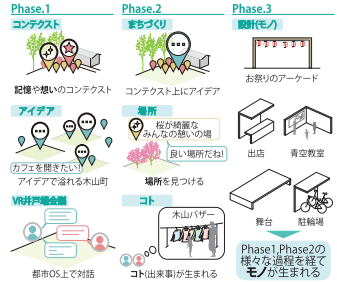 Phase.1
コンテクスト
記憶や想いのコンテクスト
アイデア
カフェを開きたい!
アイデアで溢れる木山町
VR井戸端会議
都市OS上で対話
Phase.2
まちづくり
コンテクスト上にアイデア
場所
桜が綺麗な
みんなの憩いの場
良い場所だね!
場所を見つける
コト
木山バザー
コト(出来事)が生まれる
Phase.3
設計(モノ)
お祭りのアーケード
出店
青空教室
舞台
駐輪場
Phase1,Phase2の
様々な過程を経て
モノが生まれる